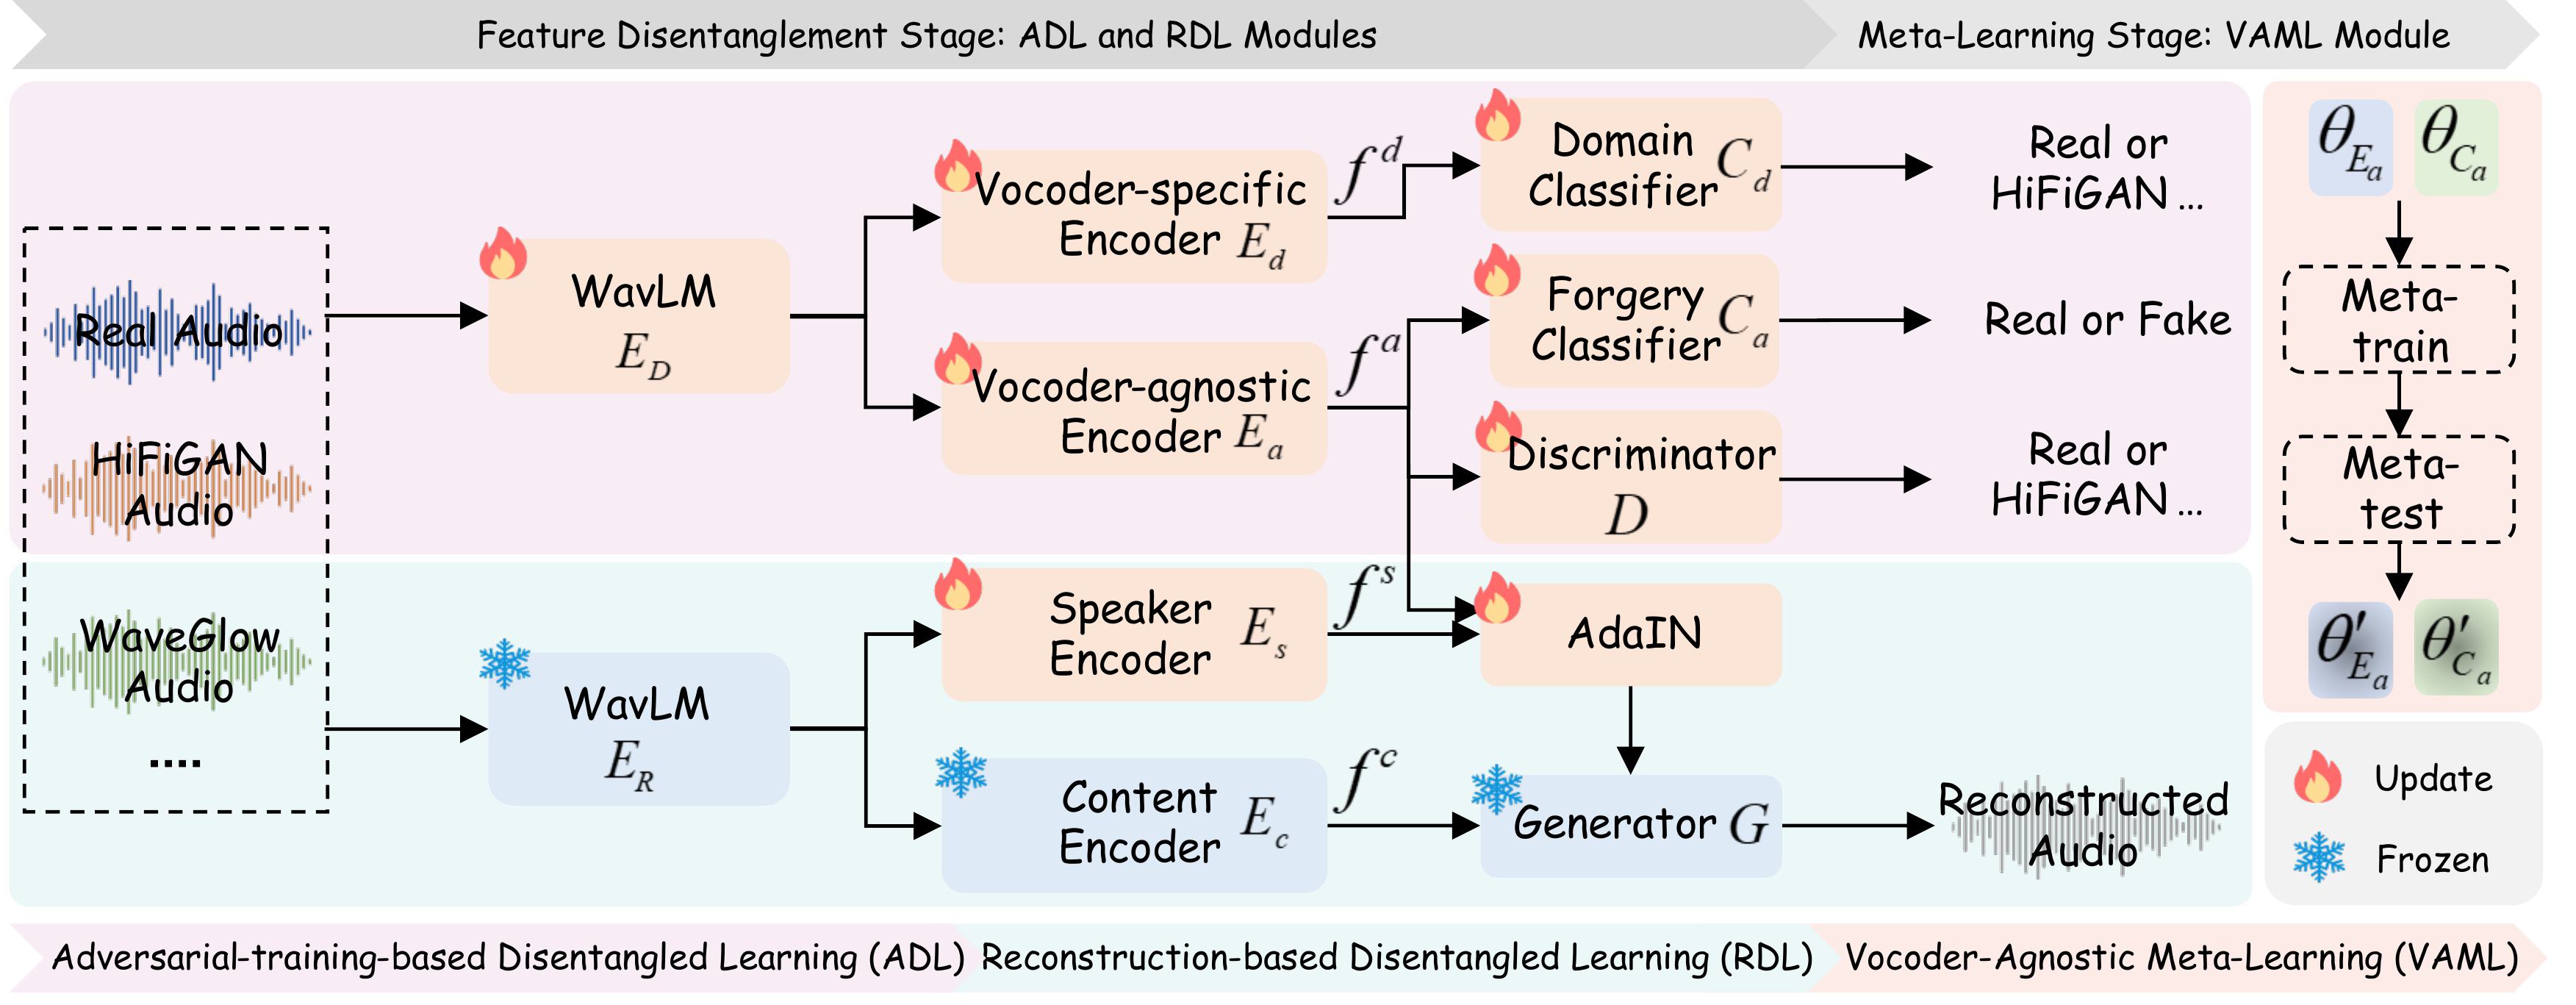 Feature Disentanglement Stage: ADL and RDL Modules
Meta-Learning Stage: VAML Module
Real Audio
HiFiGAN
Audio
WaveGlow
Audio
....
WavLM
E_D
Vocoder-specific
Encoder E_d
f^d
Vocoder-agnostic
Encoder E_a
f^a
Domain
Classifier C_d
Real or
HiFiGAN ...
Forgery
Classifier C_a
Real or Fake
Discriminator
D
Real or
HiFiGAN ...
WavLM
E_R
Speaker
Encoder E_s
f^s
AdaIN
Content
Encoder E_c
f^c
Generator G
Reconstructed
Audio
θ_{E_a} θ_{C_a}
Meta-
train
Meta-
test
θ'_{E_a} θ'_{C_a}
Update
Frozen
Adversarial-training-based Disentangled Learning (ADL)
Reconstruction-based Disentangled Learning (RDL)
Vocoder-Agnostic Meta-Learning (VAML)